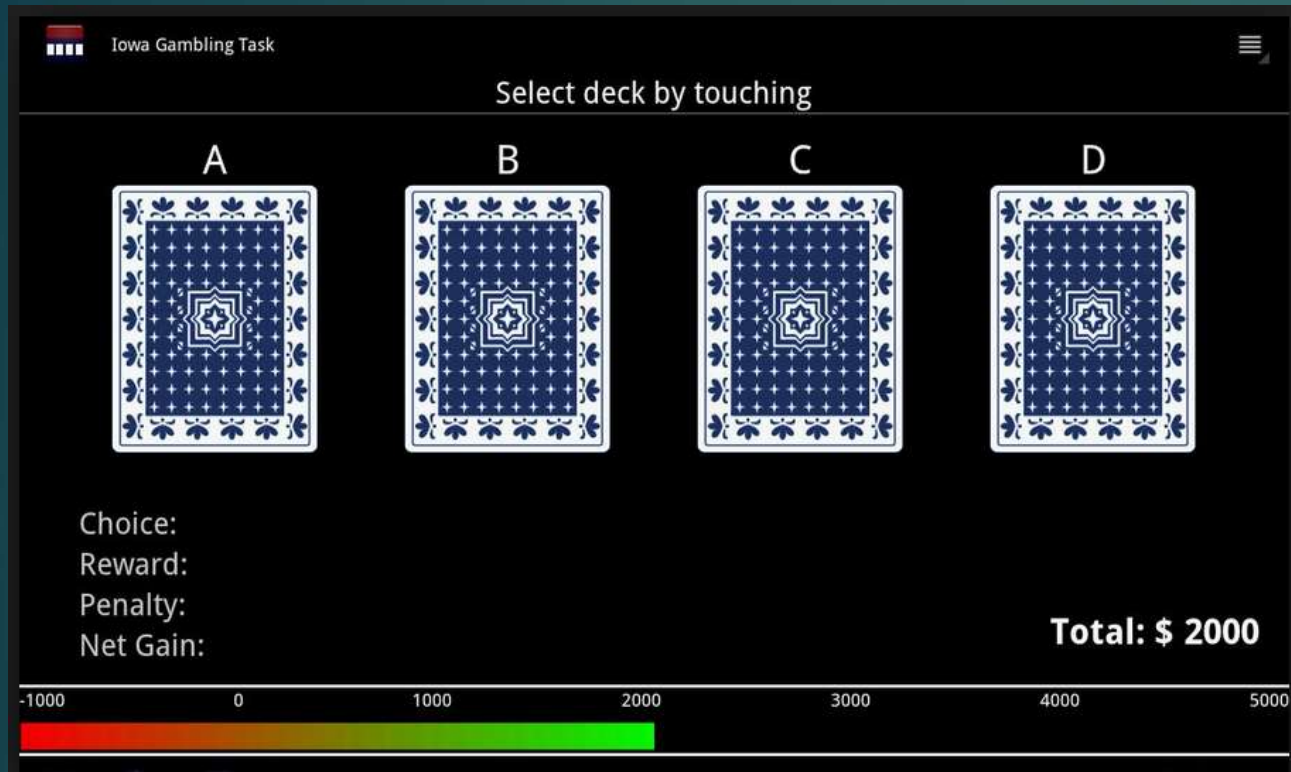 Iowa Gambling Task
Select deck by touching
A B C D
Choice:
Reward:
Penalty:
Net Gain:
Total: $ 2000
-1000 0 1000 2000 3000 4000 5000